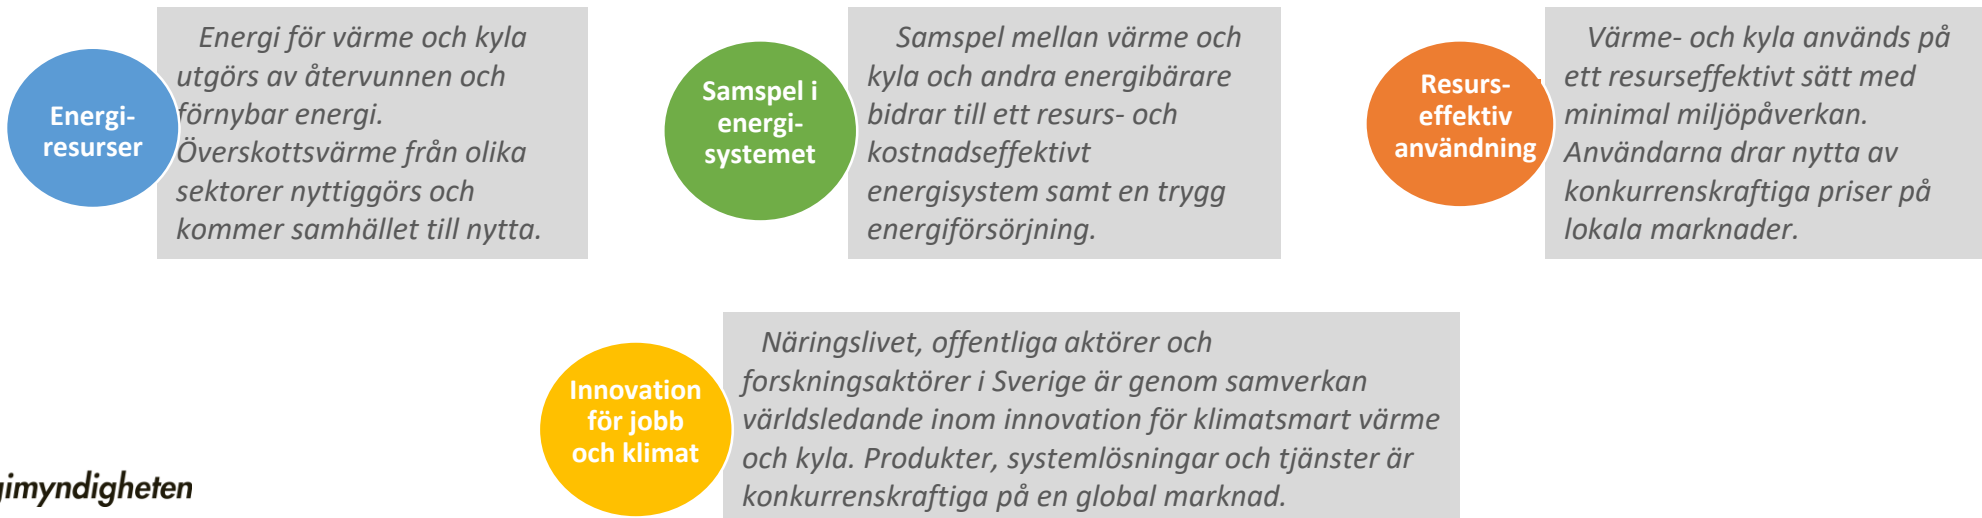 Energi-
resurser
Energi för värme och kyla
utgörs av återvunnen och
förnybar energi.
Överskottsvärme från olika
sektorer nyttiggörs och
kommer samhället till nytta.
Samspel i
energi-
systemet
Samspel mellan värme och
kyla och andra energibärare
bidrar till ett resurs- och
kostnadseffektivt
energisystem samt en trygg
energiförsörjning.
Resurs-
effektiv
användning
Värme- och kyla används på
ett resurseffektivt sätt med
minimal miljöpåverkan.
Användarna drar nytta av
konkurrenskraftiga priser på
lokala marknader.
Innovation
för jobb
och klimat
Näringslivet, offentliga aktörer och
forskningsaktörer i Sverige är genom samverkan
världsledande inom innovation för klimatsmart värme
och kyla. Produkter, systemlösningar och tjänster är
konkurrenskraftiga på en global marknad.
gimyndigheten